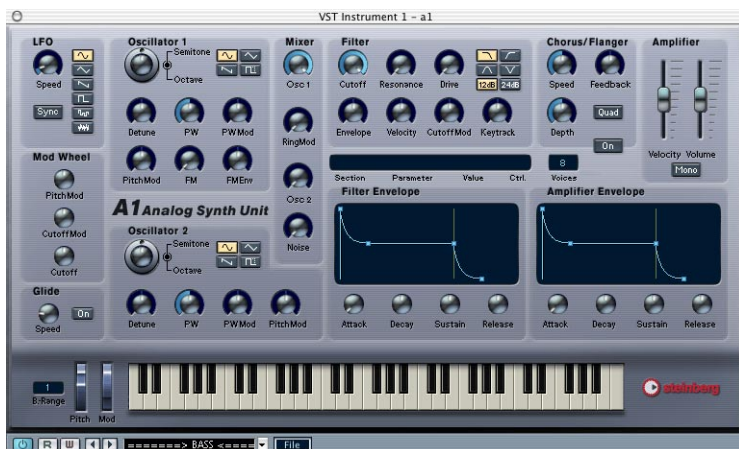 VST Instrument 1 - a1
LFO
Speed
Sync
Mod Wheel
PitchMod
CutoffMod
Cutoff
Glide
Speed
On
Oscillator 1
Semitone
Octave
Detune PW PWMod
PitchMod FM FMEnv
A1 Analog Synth Unit
Oscillator 2
Semitone
Octave
Detune PW PWMod PitchMod
Mixer
Osc 1
RingMod
Osc 2
Noise
Filter
Cutoff Resonance Drive
12dB 24dB
Envelope Velocity CutoffMod Keytrack
Chorus/Flanger
Speed Feedback
Quad
Depth
On
Amplifier
Velocity Volume
Mono
8
Section Parameter Value Ctrl. Voices
Filter Envelope
Attack Decay Sustain Release
Amplifier Envelope
Attack Decay Sustain Release
1
B.-Range
Pitch Mod
steinberg
R W =======> BASS <==== File